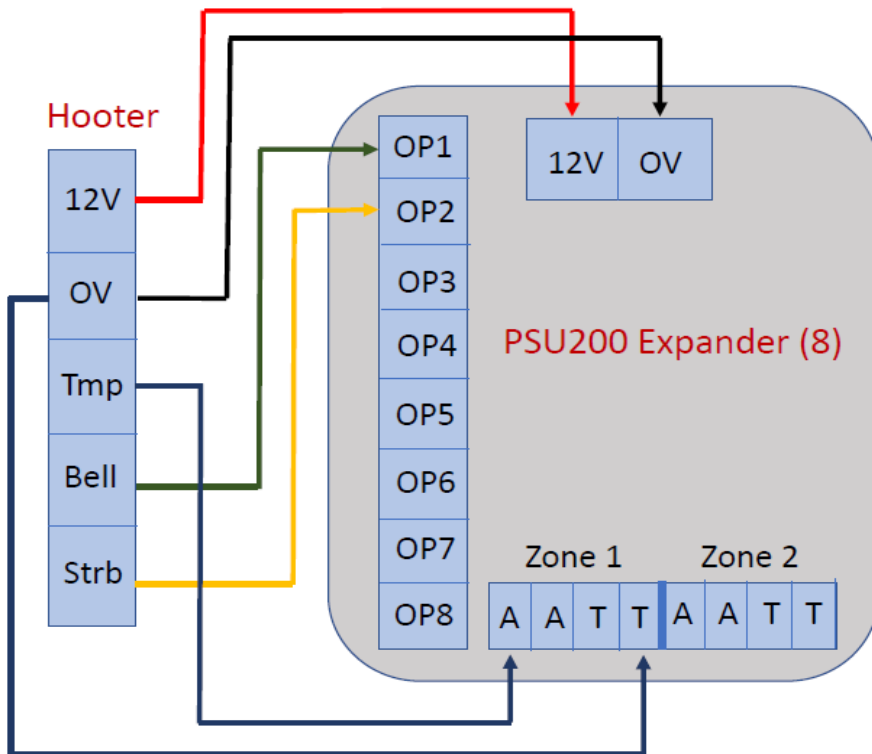 Hooter
12V
OV
Tmp
Bell
Strb
OP1
OP2
OP3
OP4
OP5
OP6
OP7
OP8
12V OV
PSU200 Expander (8)
Zone 1 Zone 2
A A T T A A T T